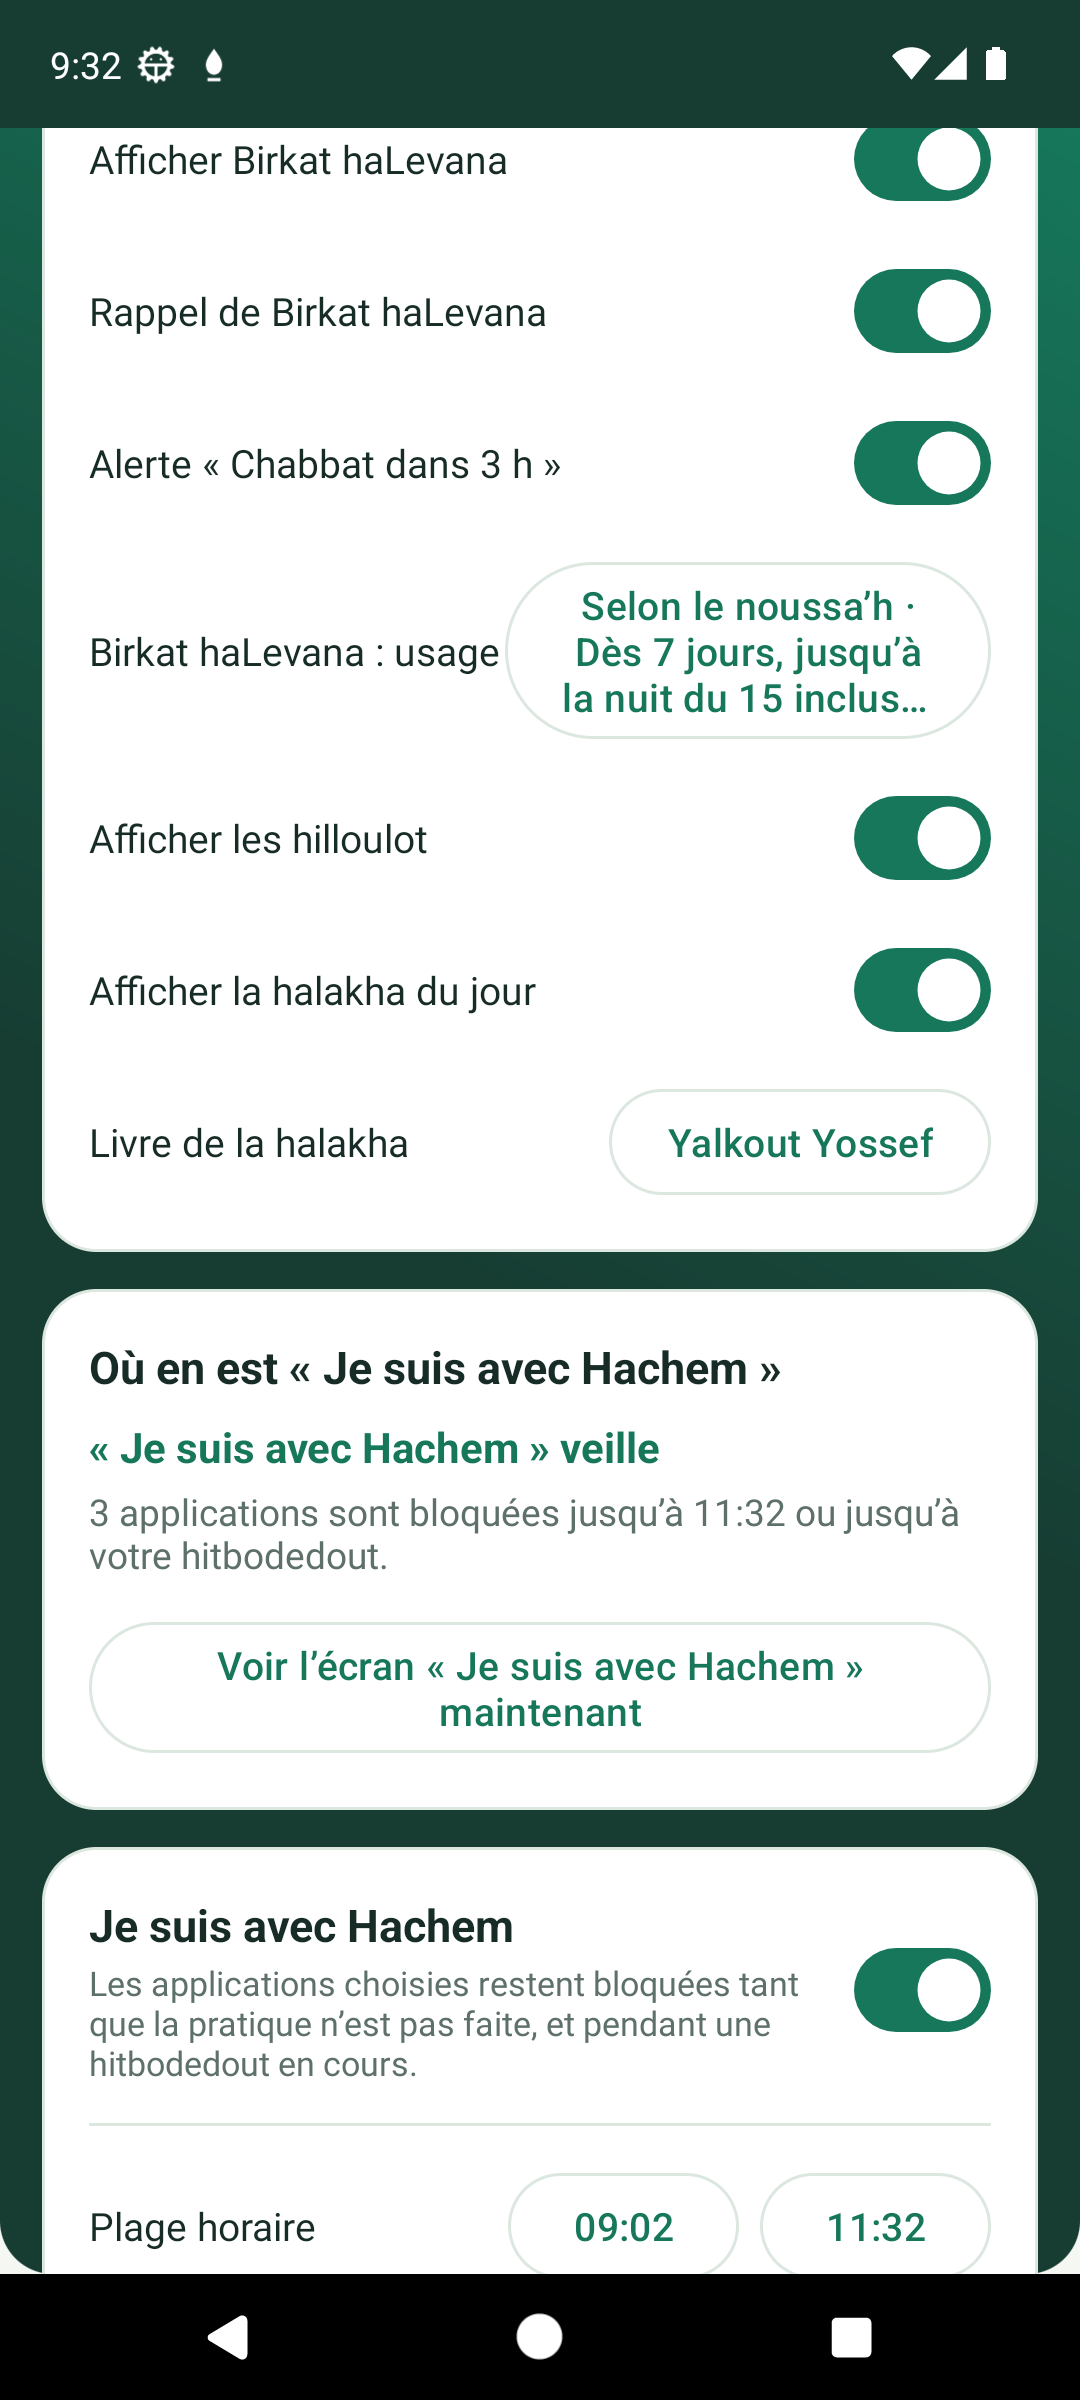 9:32
Afficher Birkat haLevana
Rappel de Birkat haLevana
Alerte « Chabbat dans 3 h »
Birkat haLevana : usage
Selon le noussa’h ·
Dès 7 jours, jusqu’à
la nuit du 15 inclus…
Afficher les hilloulot
Afficher la halakha du jour
Livre de la halakha
Yalkout Yossef
Où en est « Je suis avec Hachem »
« Je suis avec Hachem » veille
3 applications sont bloquées jusqu’à 11:32 ou jusqu’à
votre hitbodedout.
Voir l’écran « Je suis avec Hachem »
maintenant
Je suis avec Hachem
Les applications choisies restent bloquées tant
que la pratique n’est pas faite, et pendant une
hitbodedout en cours.
Plage horaire
09:02
11:32